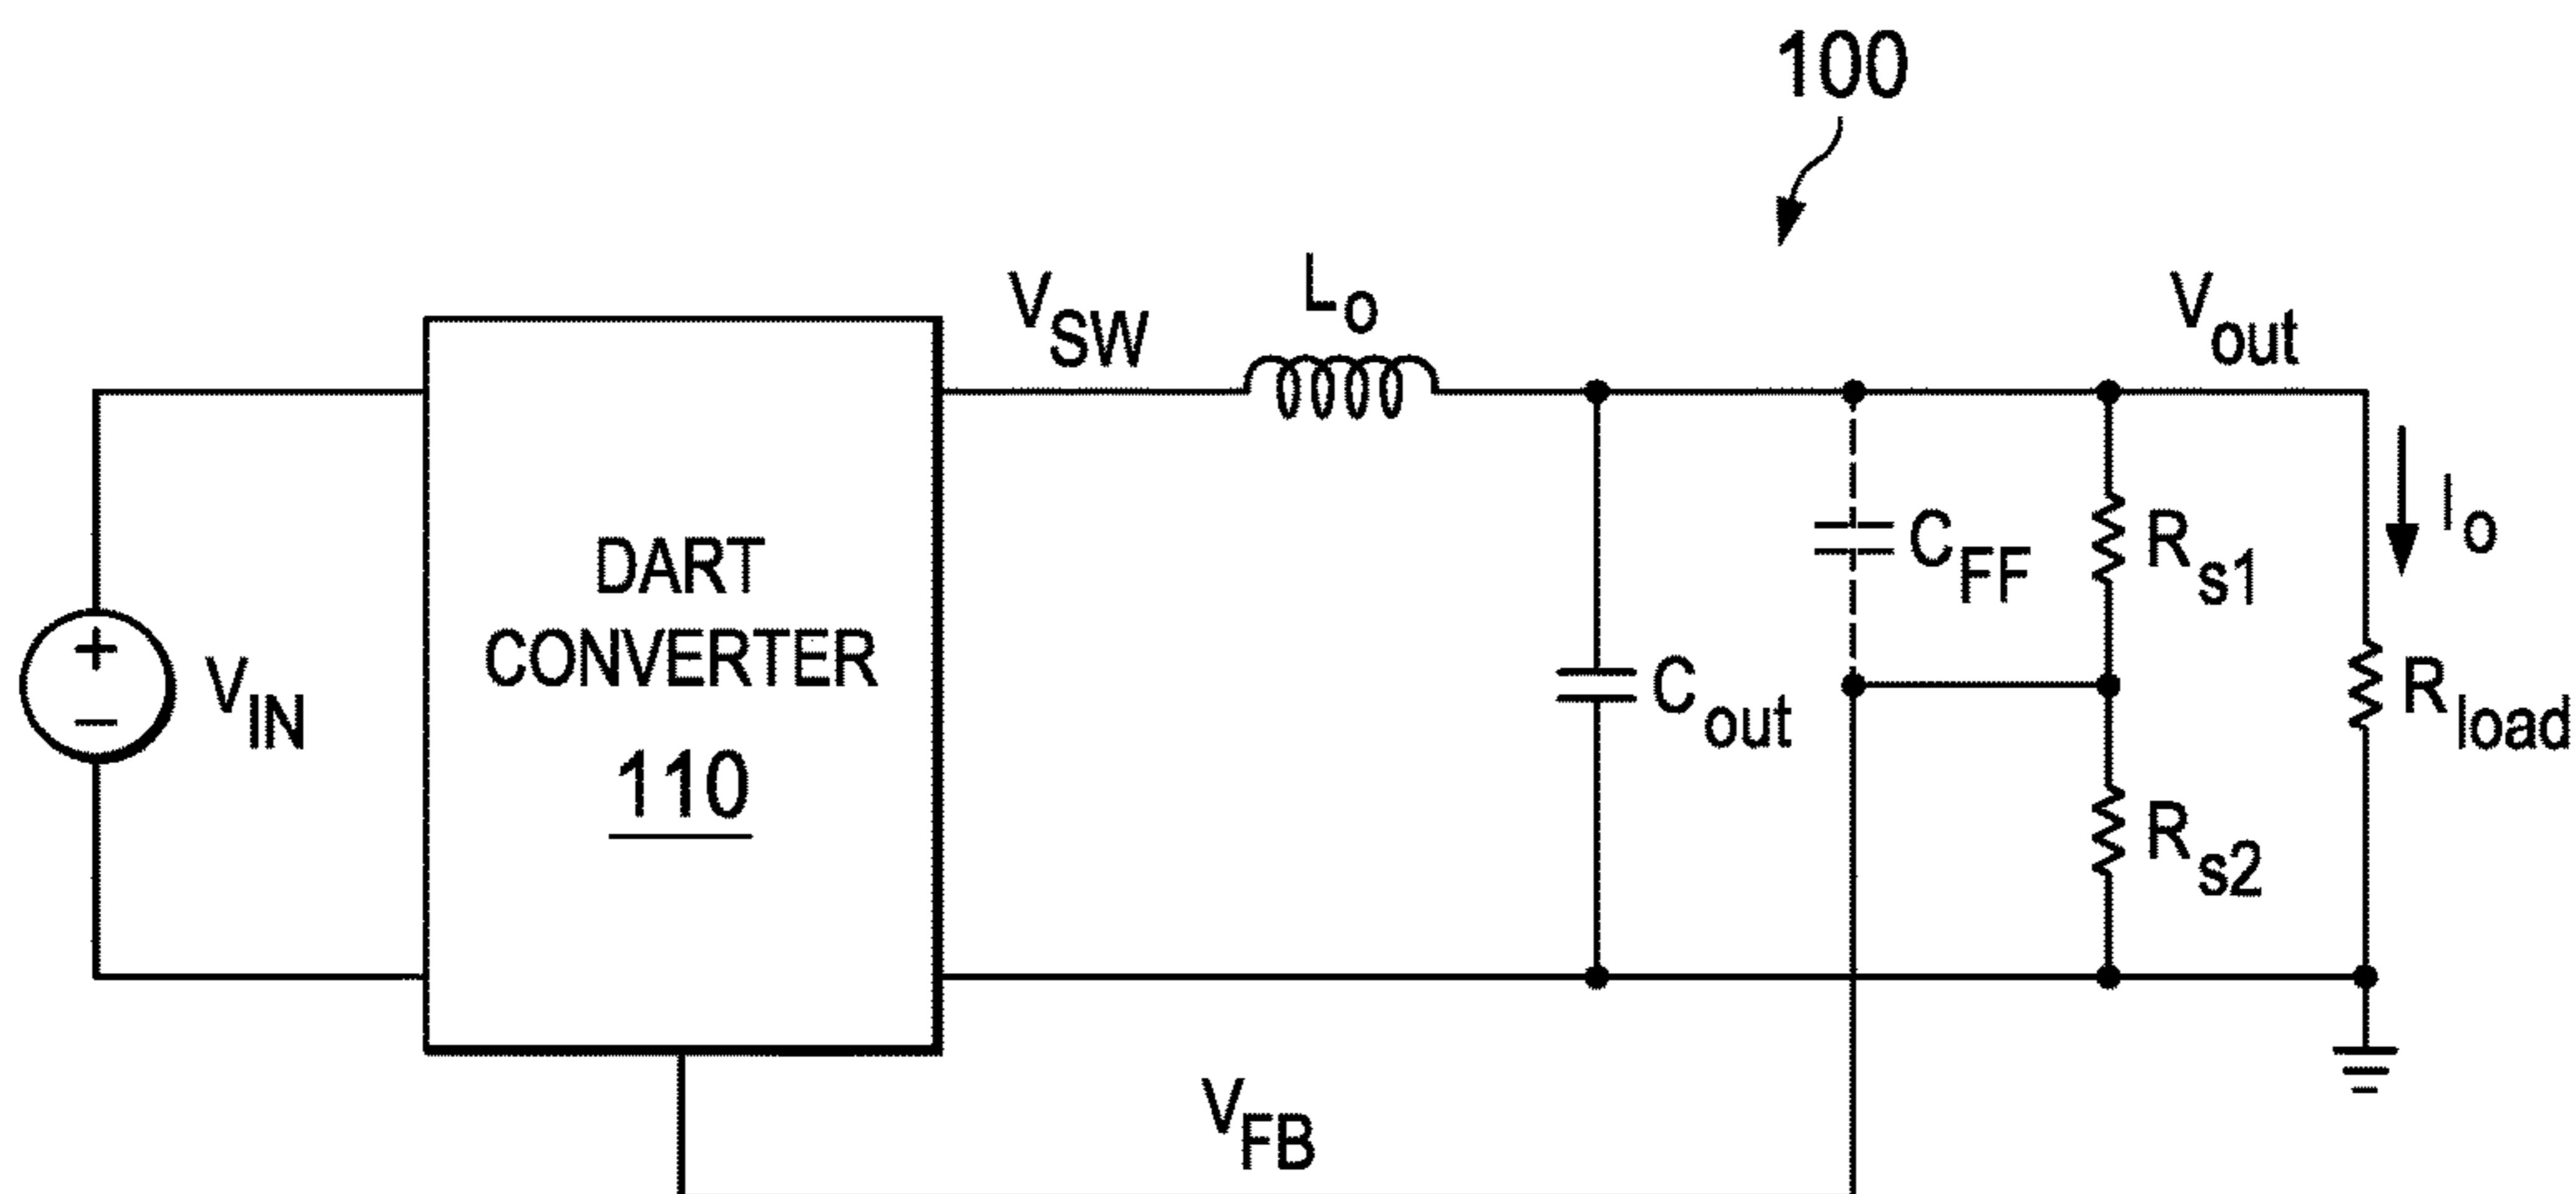 100
V_SW
L_o
V_out
DART
CONVERTER
110
+
−
V_IN
C_out
C_FF
R_s1
R_s2
I_o
R_load
V_FB